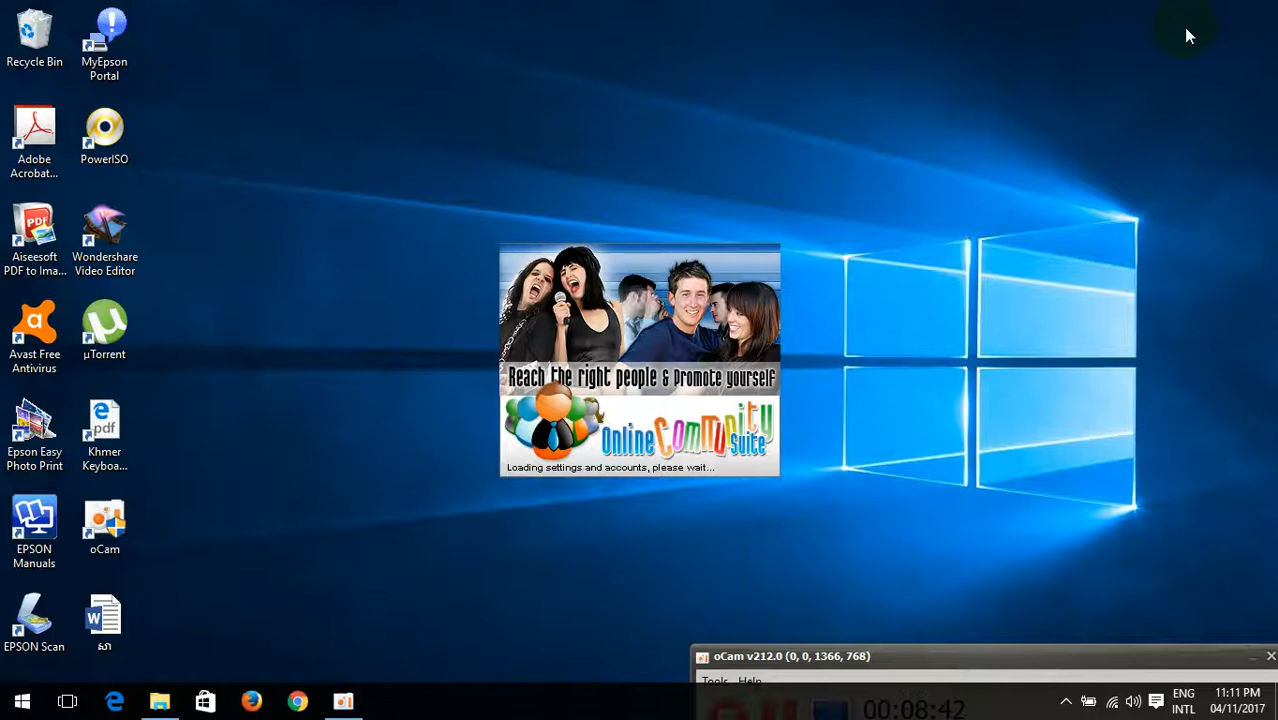 Recycle Bin
MyEpson
Portal
Adobe
Acrobat...
PowerISO
Aiseesoft
PDF to Ima...
Wondershare
Video Editor
Avast Free
Antivirus
µTorrent
Epson Easy
Photo Print
Khmer
Keyboa...
EPSON
Manuals
oCam
EPSON Scan
សា
Reach the right people & Promote yourself
Online Community
Suite
Loading settings and accounts, please wait...
oCam v212.0 (0, 0, 1366, 768)
Tools Help
00:08:42
ENG
INTL
11:11 PM
04/11/2017